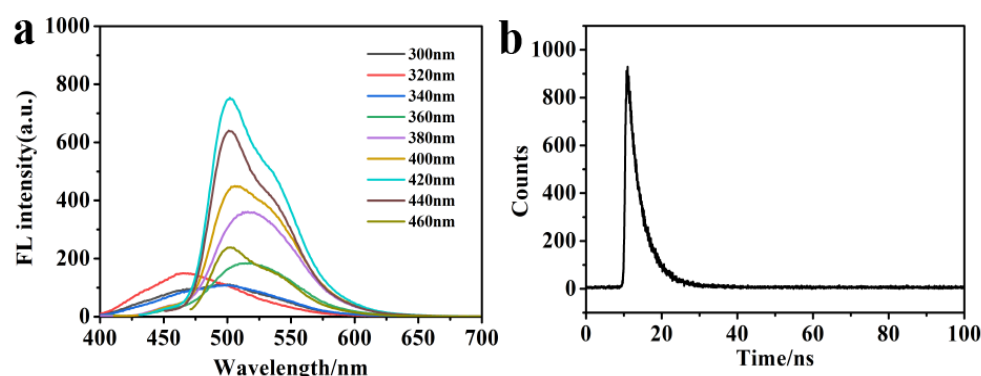 a
1000
800
600
400
200
0
FL intensity(a.u.)
400 450 500 550 600 650 700
Wavelength/nm
300nm
320nm
340nm
360nm
380nm
400nm
420nm
440nm
460nm
b
1000
800
600
400
200
0
Counts
0 20 40 60 80 100
Time/ns